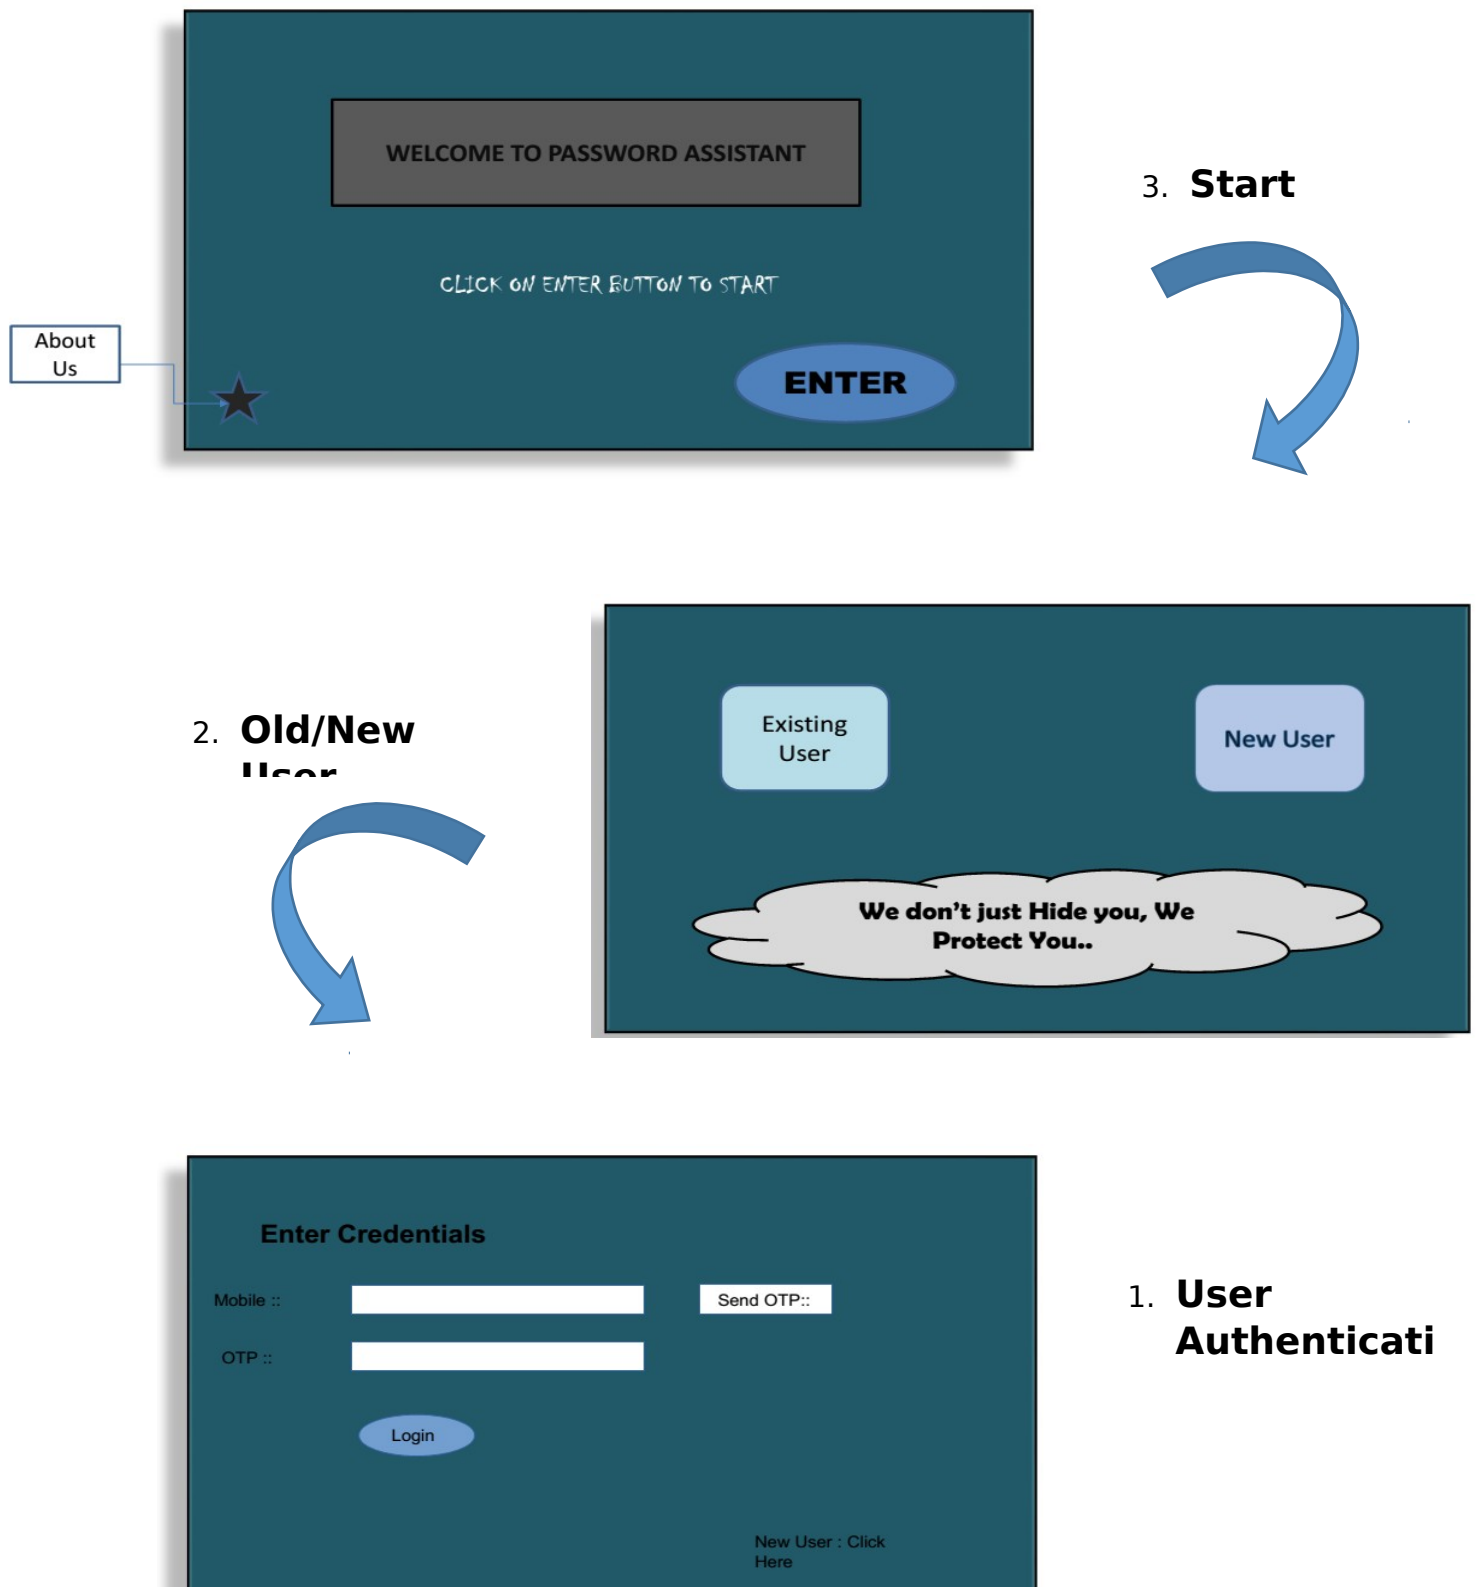 WELCOME TO PASSWORD ASSISTANT
3. Start
CLICK ON ENTER BUTTON TO START
About
Us
ENTER
2. Old/New
User
Existing
User
New User
We don't just Hide you, We
Protect You..
Enter Credentials
Mobile ::
Send OTP::
OTP ::
1. User
Authenticati
Login
New User : Click
Here